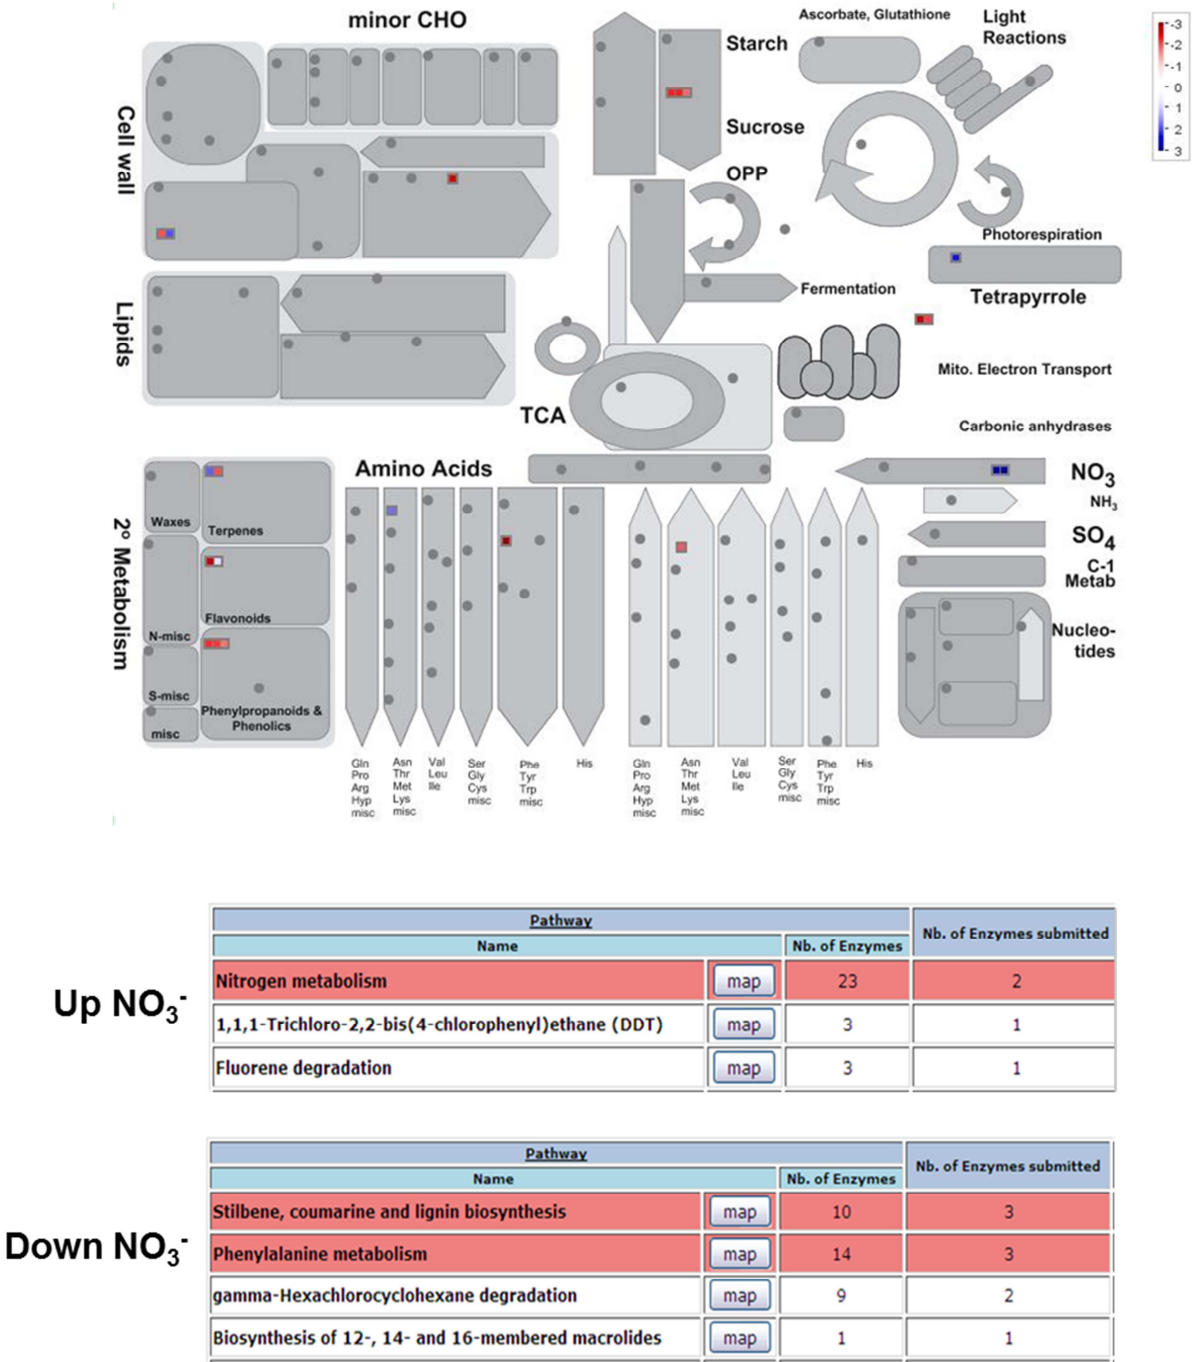 minor CHO
Ascorbate, Glutathione
Light
Reactions
-3
-2
-1
0
1
2
3
Starch
Sucrose
OPP
Cell wall
Photorespiration
Tetrapyrrole
Fermentation
Lipids
Mito. Electron Transport
TCA
Carbonic anhydrases
Amino Acids
NO3
NH3
SO4
C-1
Metab
Nucleo-
tides
2º Metabolism
Waxes
Terpenes
Flavonoids
N-misc
S-misc
Phenylpropanoids &
Phenolics
misc
Gln
Pro
Arg
Hyp
misc
Asn
Thr
Met
Lys
misc
Val
Leu
Ile
Ser
Gly
Cys
misc
Phe
Tyr
Trp
misc
His
Gln
Pro
Arg
Hyp
misc
Asn
Thr
Met
Lys
misc
Val
Leu
Ile
Ser
Gly
Cys
misc
Phe
Tyr
Trp
misc
His
Up NO3-
Pathway
Nb. of Enzymes submitted
Name Nb. of Enzymes
Nitrogen metabolism map 23 2
1,1,1-Trichloro-2,2-bis(4-chlorophenyl)ethane (DDT) map 3 1
Fluorene degradation map 3 1
Down NO3-
Pathway
Nb. of Enzymes submitted
Name Nb. of Enzymes
Stilbene, coumarine and lignin biosynthesis map 10 3
Phenylalanine metabolism map 14 3
gamma-Hexachlorocyclohexane degradation map 9 2
Biosynthesis of 12-, 14- and 16-membered macrolides map 1 1